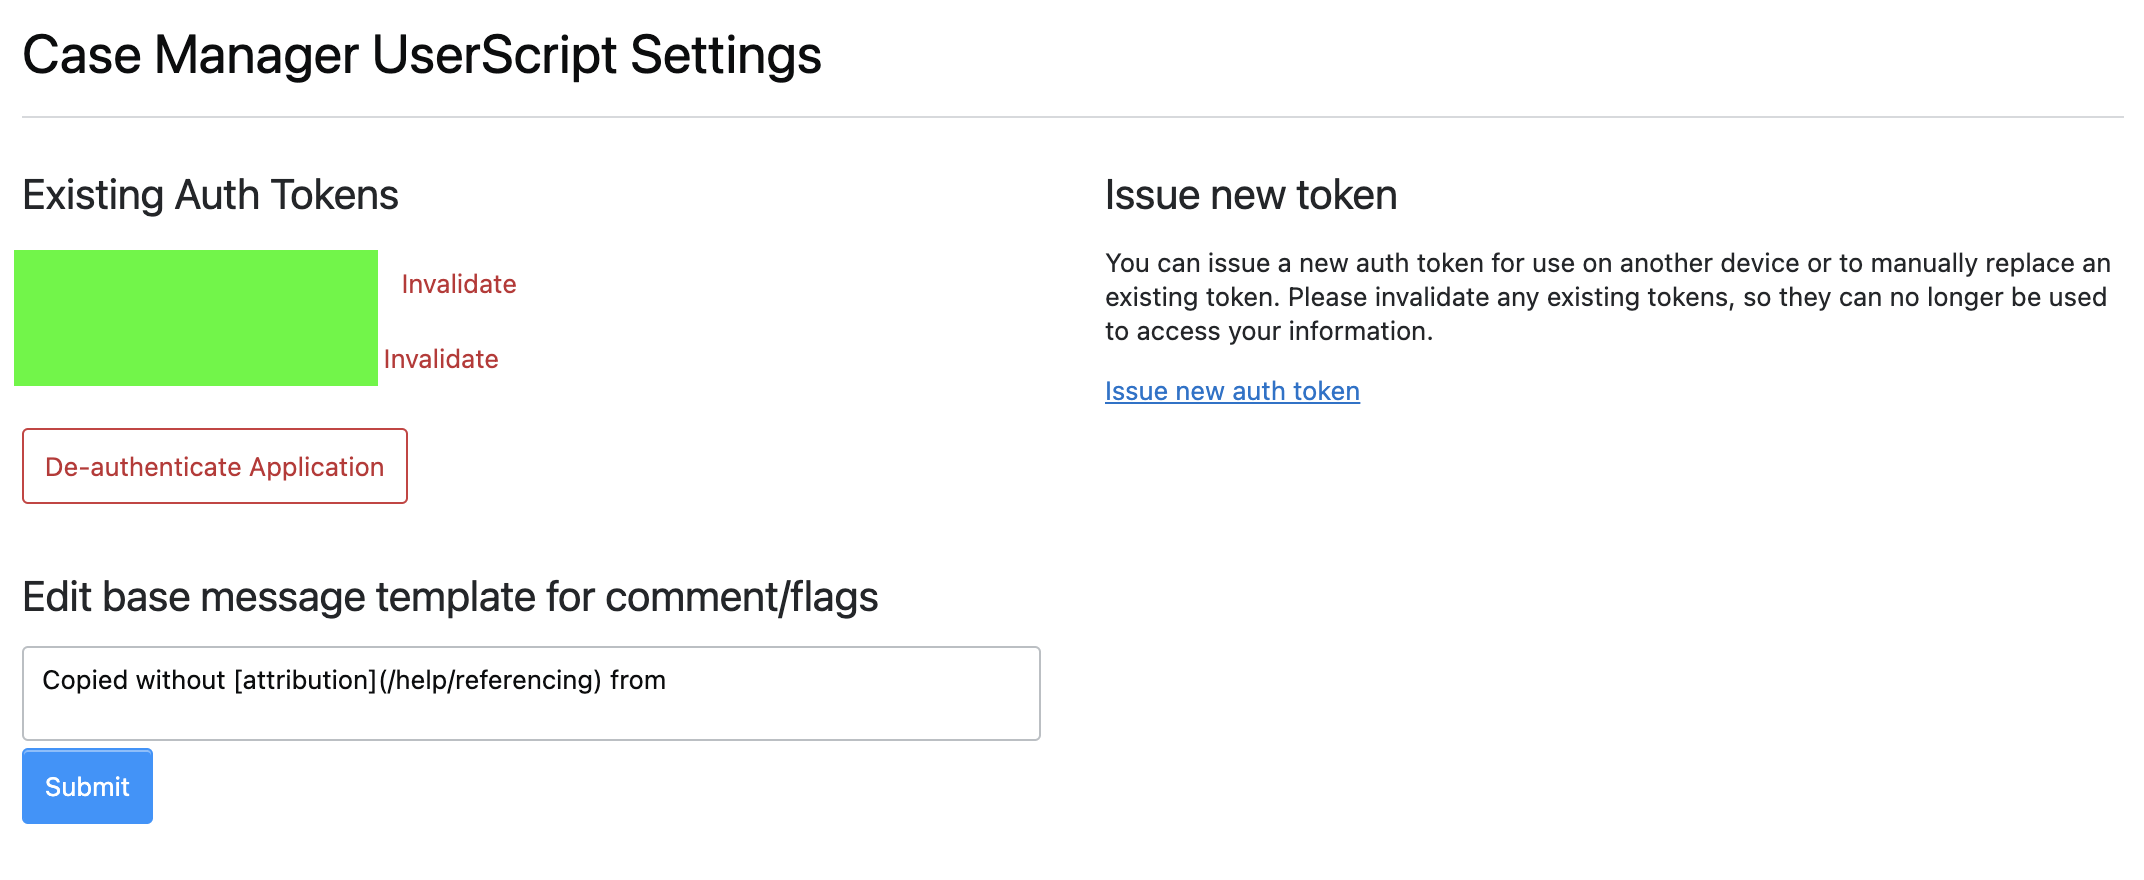 Case Manager UserScript Settings
Existing Auth Tokens
Invalidate
Invalidate
De-authenticate Application
Issue new token
You can issue a new auth token for use on another device or to manually replace an
existing token. Please invalidate any existing tokens, so they can no longer be used
to access your information.
Issue new auth token
Edit base message template for comment/flags
Copied without [attribution](/help/referencing) from
Submit